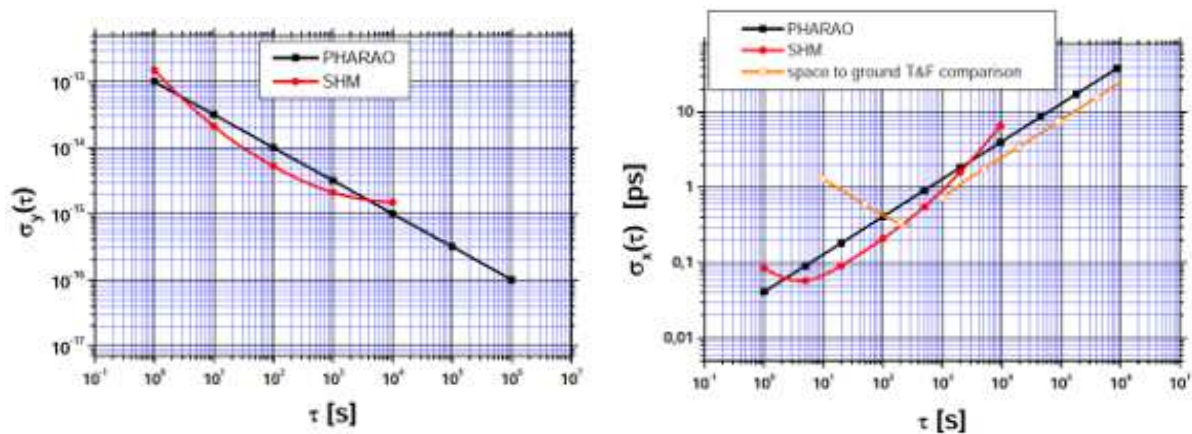 PHARAO
SHM
10⁻¹³
10⁻¹⁴
10⁻¹⁵
10⁻¹⁶
10⁻¹⁷
σy(τ)
10⁻¹ 10⁰ 10¹ 10² 10³ 10⁴ 10⁵ 10⁶ 10⁷
τ [s]
PHARAO
SHM
space to ground T&F comparison
10
1
0,1
0,01
σx(τ) [ps]
10⁻¹ 10⁰ 10¹ 10² 10³ 10⁴ 10⁵ 10⁶ 10⁷
τ [s]